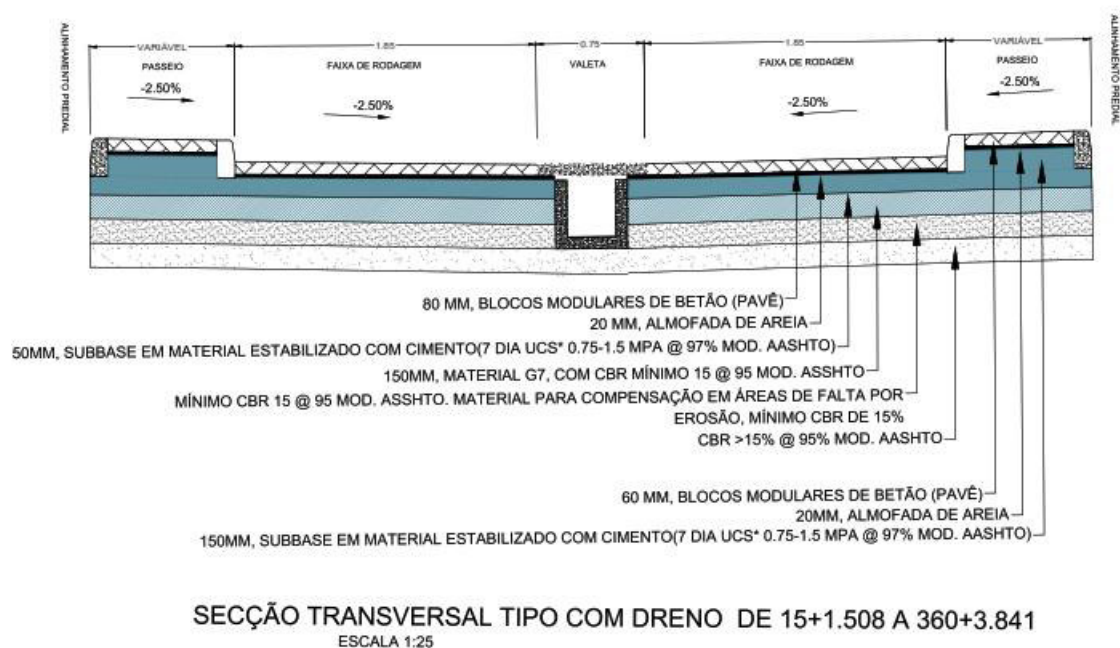 ALINHAMENTO PREDIAL
VARIÁVEL
1.85
0.75
1.85
VARIÁVEL
ALINHAMENTO PREDIAL
PASSEIO
FAIXA DE RODAGEM
VALETA
FAIXA DE RODAGEM
PASSEIO
-2.50%
-2.50%
-2.50%
-2.50%
80 MM, BLOCOS MODULARES DE BETÃO (PAVÊ)
20 MM, ALMOFADA DE AREIA
50MM, SUBBASE EM MATERIAL ESTABILIZADO COM CIMENTO(7 DIA UCS* 0.75-1.5 MPA @ 97% MOD. AASHTO)
150MM, MATERIAL G7, COM CBR MÍNIMO 15 @ 95 MOD. ASSHTO
MÍNIMO CBR 15 @ 95 MOD. ASSHTO. MATERIAL PARA COMPENSAÇÃO EM ÁREAS DE FALTA POR
EROSÃO, MÍNIMO CBR DE 15%
CBR >15% @ 95% MOD. AASHTO
60 MM, BLOCOS MODULARES DE BETÃO (PAVÊ)
20MM, ALMOFADA DE AREIA
150MM, SUBBASE EM MATERIAL ESTABILIZADO COM CIMENTO(7 DIA UCS* 0.75-1.5 MPA @ 97% MOD. AASHTO)
SECÇÃO TRANSVERSAL TIPO COM DRENO DE 15+1.508 A 360+3.841
ESCALA 1:25